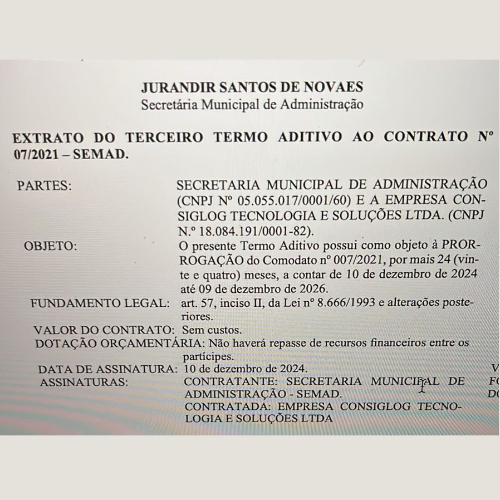 JURANDIR SANTOS DE NOVAES
Secretária Municipal de Administração
EXTRATO DO TERCEIRO TERMO ADITIVO AO CONTRATO Nº
07/2021 – SEMAD.
PARTES: SECRETARIA MUNICIPAL DE ADMINISTRAÇÃO
(CNPJ Nº 05.055.017/0001/60) E A EMPRESA CON-
SIGLOG TECNOLOGIA E SOLUÇÕES LTDA. (CNPJ
N.º 18.084.191/0001-82).
OBJETO: O presente Termo Aditivo possui como objeto à PROR-
ROGAÇÃO do Comodato nº 007/2021, por mais 24 (vin-
te e quatro) meses, a contar de 10 de dezembro de 2024
até 09 de dezembro de 2026.
FUNDAMENTO LEGAL: art. 57, inciso II, da Lei nº 8.666/1993 e alterações poste-
riores.
VALOR DO CONTRATO: Sem custos.
DOTAÇÃO ORÇAMENTÁRIA: Não haverá repasse de recursos financeiros entre os
partícipes.
DATA DE ASSINATURA: 10 de dezembro de 2024.
ASSINATURAS: CONTRATANTE: SECRETARIA MUNICIPAL DE
ADMINISTRAÇÃO - SEMAD.
CONTRATADA: EMPRESA CONSIGLOG TECNO-
LOGIA E SOLUÇÕES LTDA